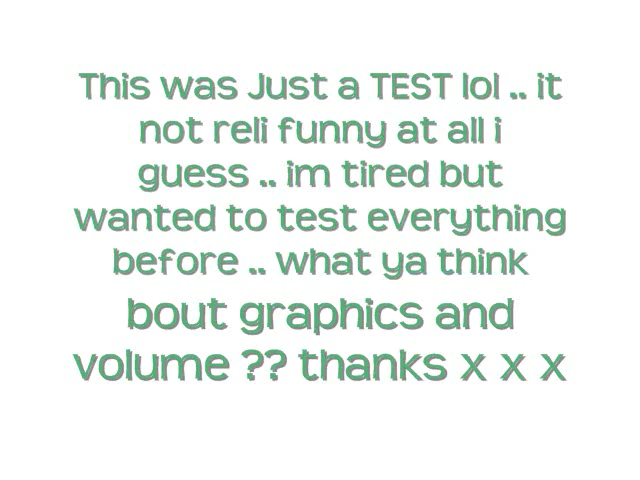 This was Just a TEST lol .. it
not reli funny at all i
guess .. im tired but
wanted to test everything
before .. what ya think
bout graphics and
volume ?? thanks x x x